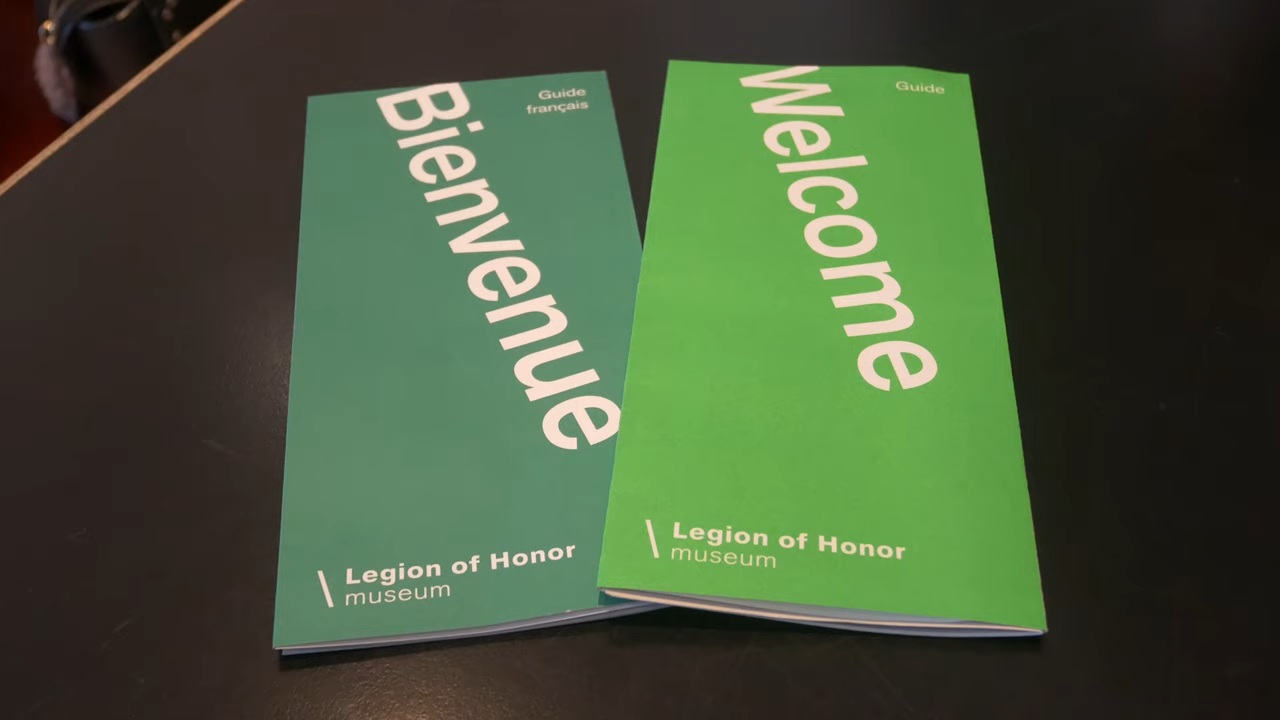 Guide
français
Bienvenue
Legion of Honor
museum
Guide
Welcome
Legion of Honor
museum